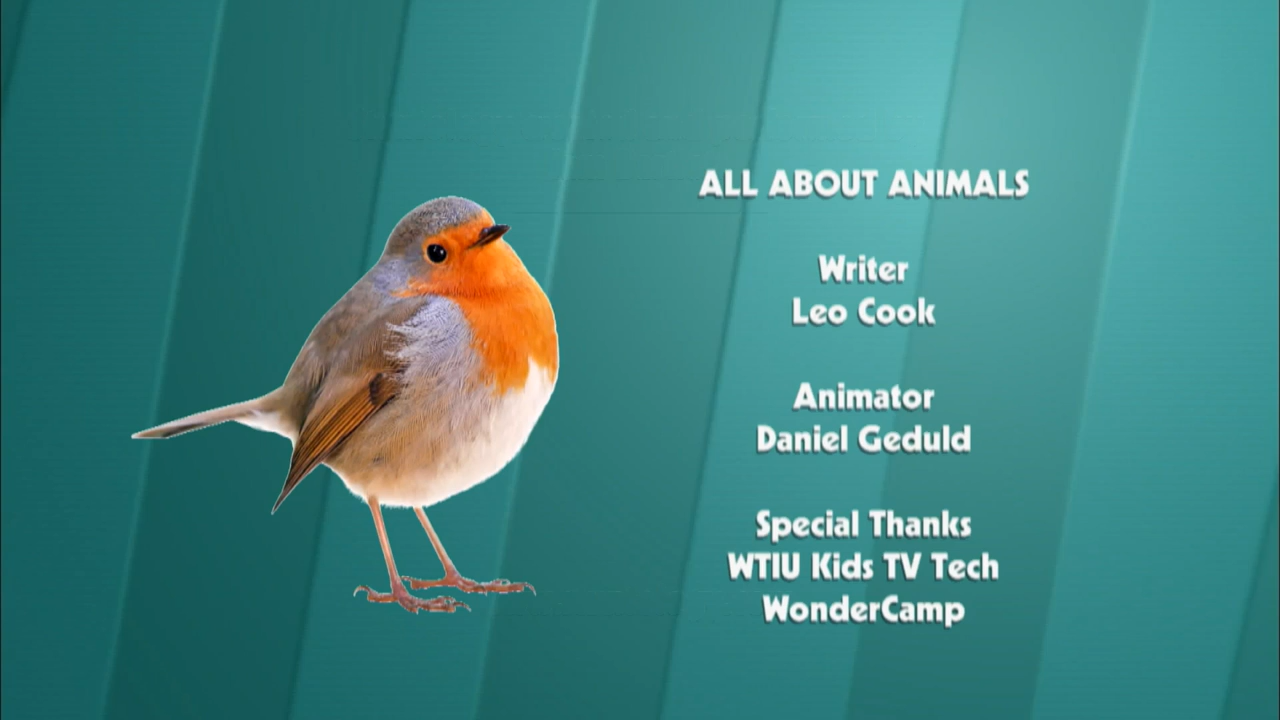 ALL ABOUT ANIMALS
Writer
Leo Cook
Animator
Daniel Geduld
Special Thanks
WTIU Kids TV Tech
WonderCamp